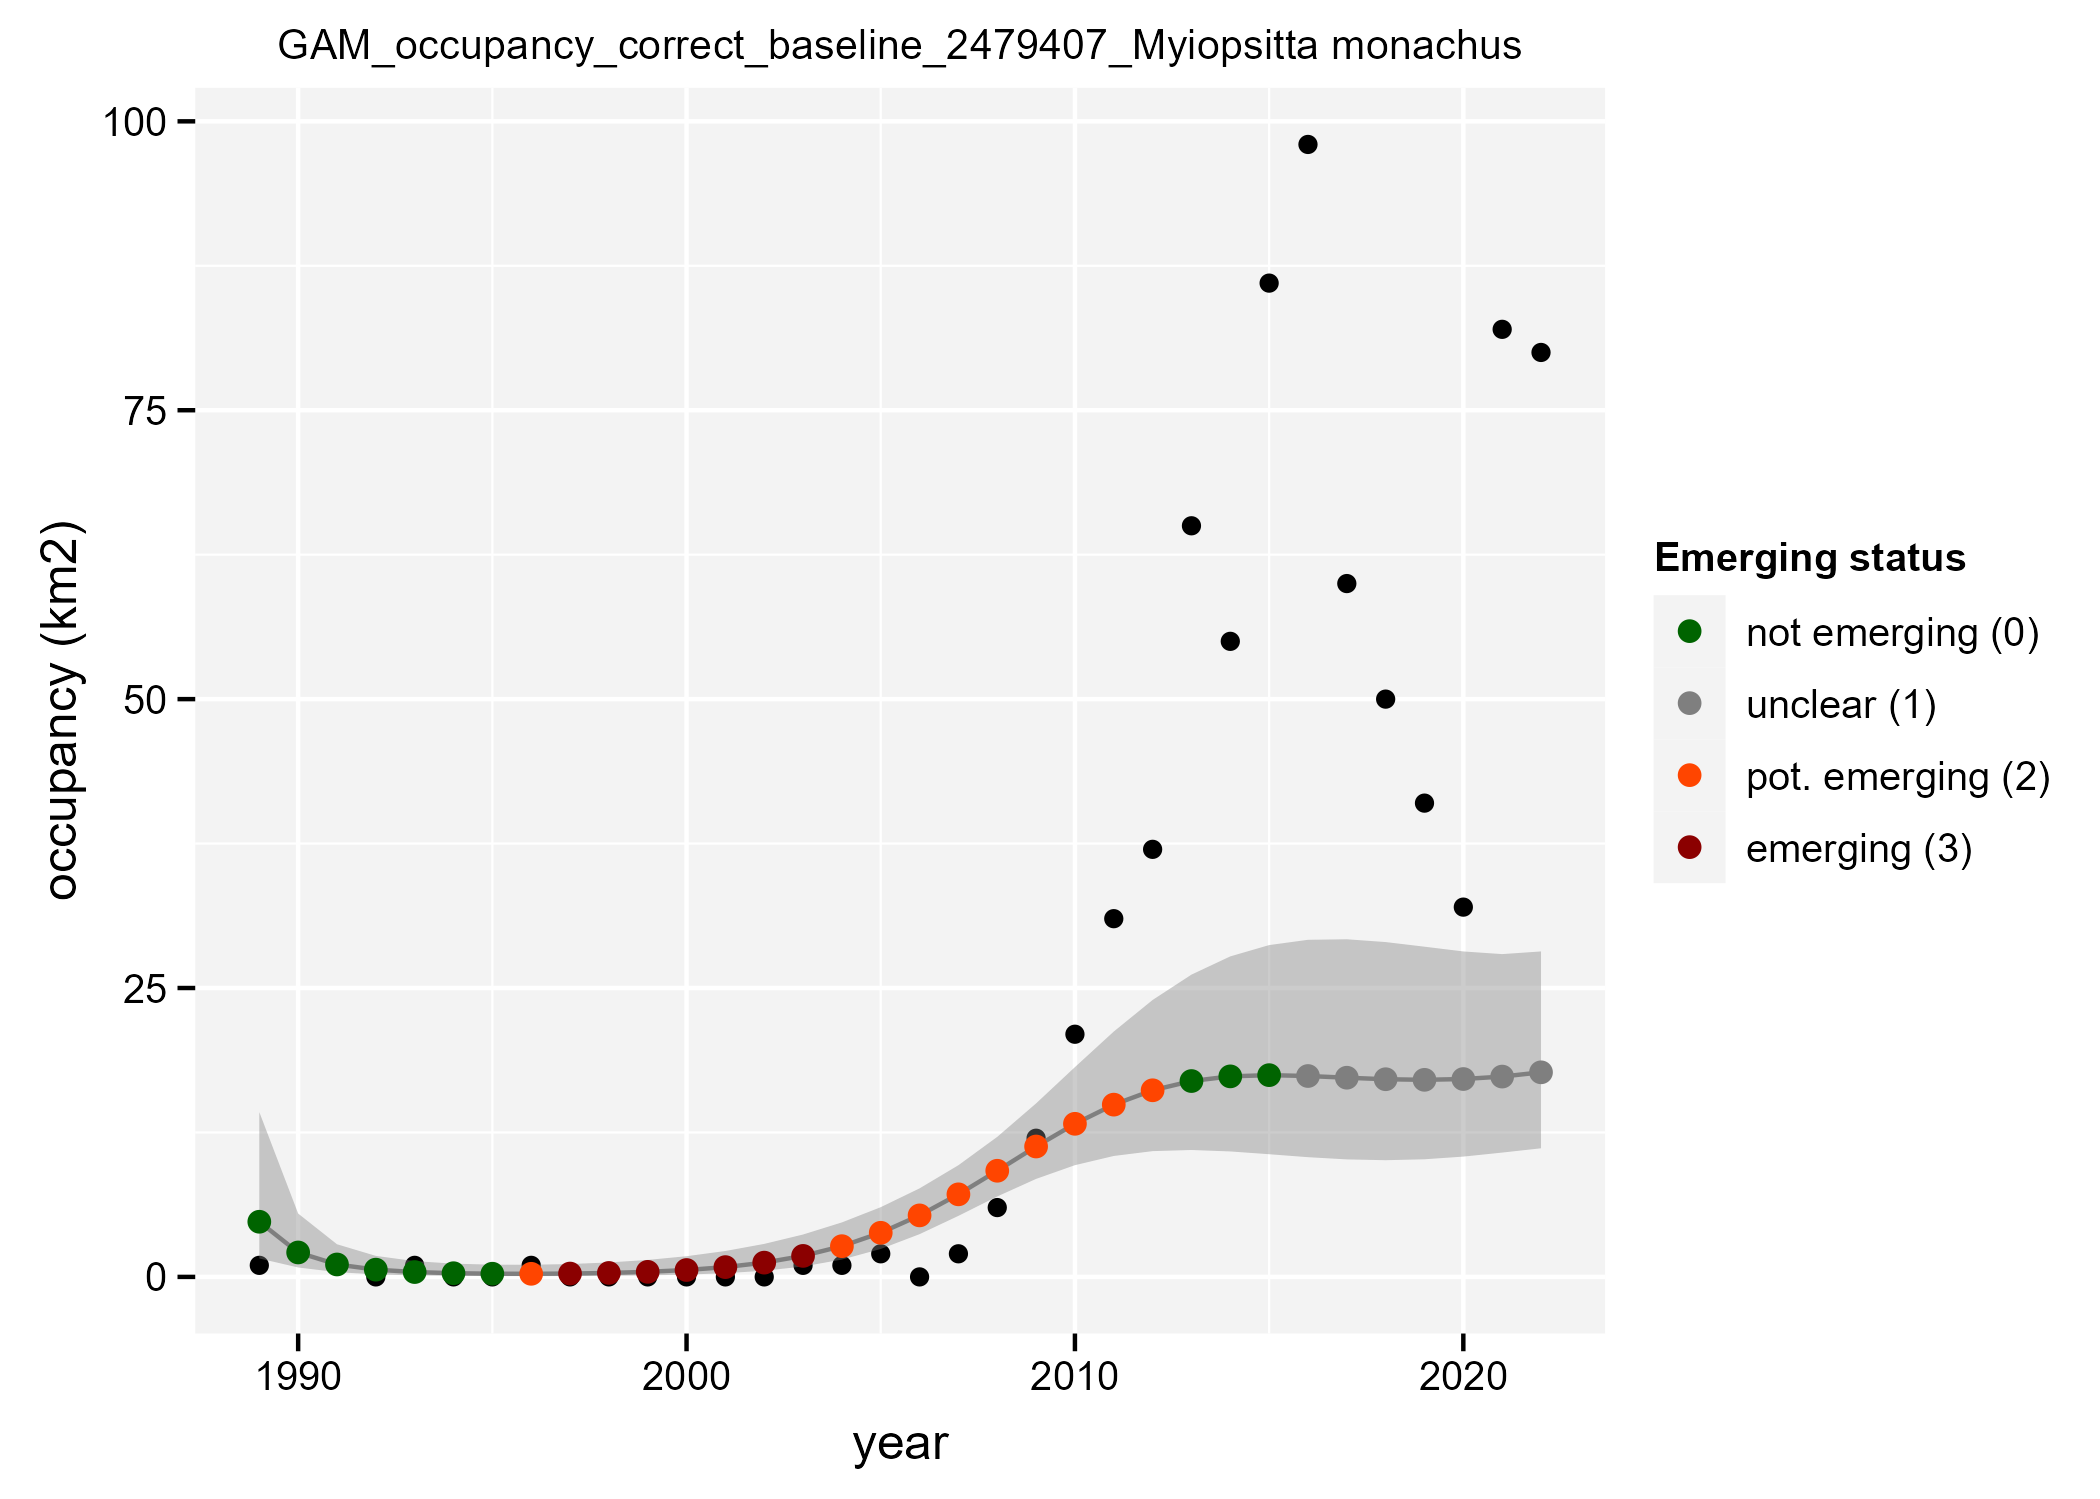 GAM_occupancy_correct_baseline_2479407_Myiopsitta monachus
100
75
50
25
0
occupancy (km2)
1990 2000 2010 2020
year
Emerging status
not emerging (0)
unclear (1)
pot. emerging (2)
emerging (3)